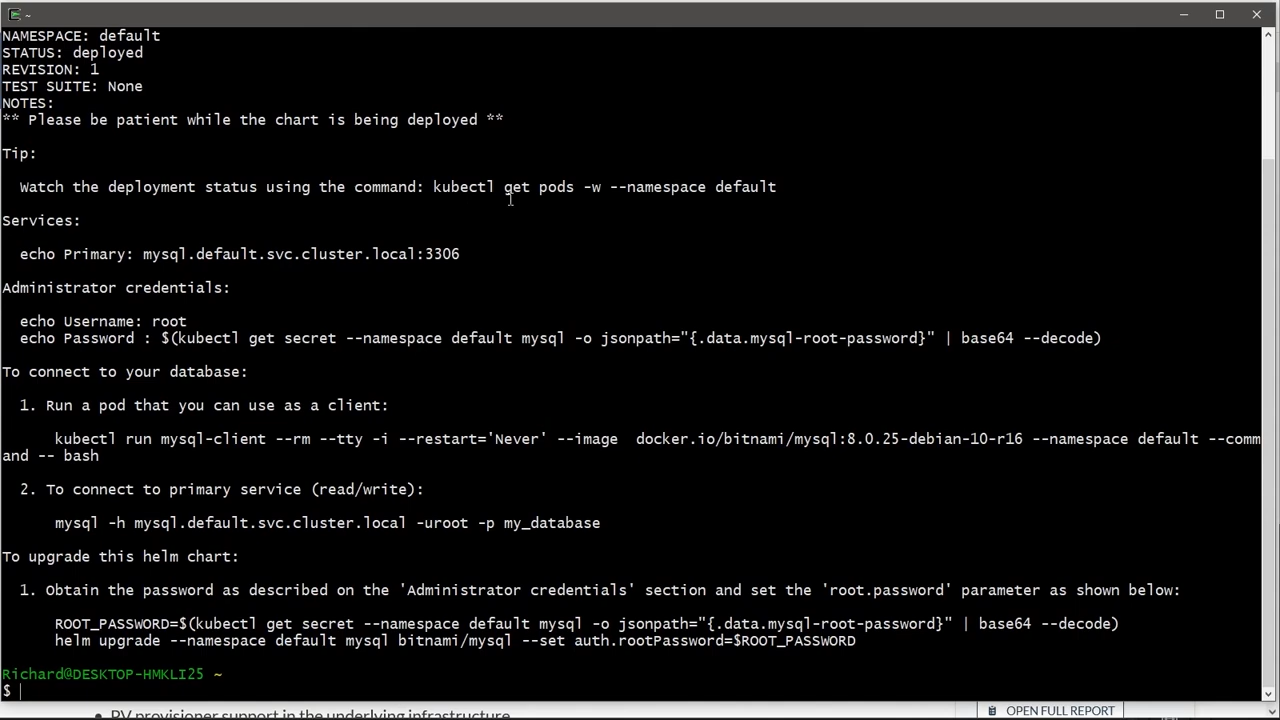 ~
NAMESPACE: default
STATUS: deployed
REVISION: 1
TEST SUITE: None
NOTES:
** Please be patient while the chart is being deployed **
Tip:
Watch the deployment status using the command: kubectl get pods -w --namespace default
Services:
echo Primary: mysql.default.svc.cluster.local:3306
Administrator credentials:
echo Username: root
echo Password : $(kubectl get secret --namespace default mysql -o jsonpath="{.data.mysql-root-password}" | base64 --decode)
To connect to your database:
1. Run a pod that you can use as a client:
kubectl run mysql-client --rm --tty -i --restart='Never' --image  docker.io/bitnami/mysql:8.0.25-debian-10-r16 --namespace default --comm
and -- bash
2. To connect to primary service (read/write):
mysql -h mysql.default.svc.cluster.local -uroot -p my_database
To upgrade this helm chart:
1. Obtain the password as described on the 'Administrator credentials' section and set the 'root.password' parameter as shown below:
ROOT_PASSWORD=$(kubectl get secret --namespace default mysql -o jsonpath="{.data.mysql-root-password}" | base64 --decode)
helm upgrade --namespace default mysql bitnami/mysql --set auth.rootPassword=$ROOT_PASSWORD
Richard@DESKTOP-HMKLI25 ~
$
PV provisioner support in the underlying infrastructure
OPEN FULL REPORT